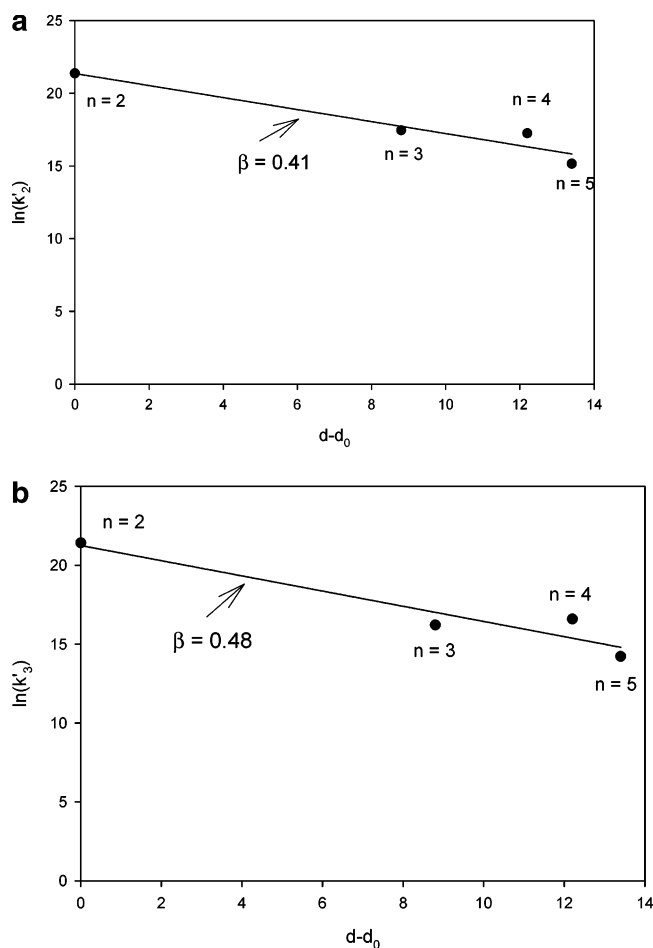 a
25
20
15
10
5
0
ln(k'2)
n = 2
β = 0.41
n = 3
n = 4
n = 5
0 2 4 6 8 10 12 14
d-d0
b
25
20
15
10
5
0
ln(k'3)
n = 2
β = 0.48
n = 3
n = 4
n = 5
0 2 4 6 8 10 12 14
d-d0